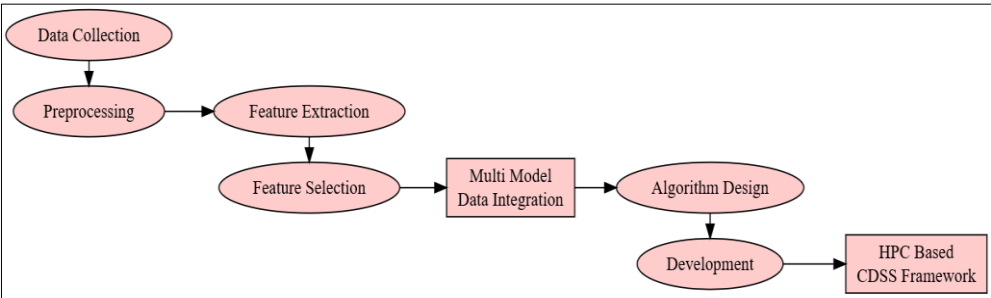 Data Collection
Preprocessing
Feature Extraction
Feature Selection
Multi Model
Data Integration
Algorithm Design
Development
HPC Based
CDSS Framework